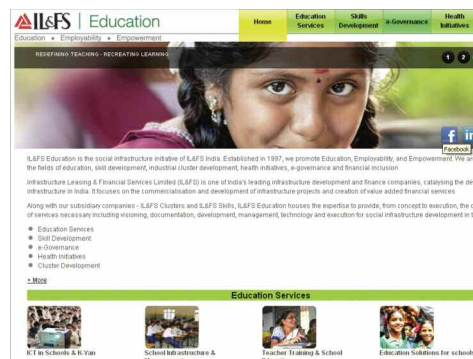 IL&FS | Education
Education • Employability • Empowerment
Home
Education Services
Skills Development
e-Governance
Health Initiatives
REDEFINING TEACHING - RECREATING LEARNING
1 2
f in
Facebook
IL&FS Education is the social infrastructure initiative of IL&FS India. Established in 1997, we promote Education, Employability, and Empowerment. We ar
the fields of education, skill development, industrial cluster development, health initiatives, e-governance and financial inclusion
Infrastructure Leasing & Financial Services Limited (IL&FS) is one of India's leading infrastructure development and finance companies, catalysing the de
infrastructure in India. It focuses on the commercialisation and development of infrastructure projects and creation of value added financial services
Along with our subsidiary companies - IL&FS Clusters and IL&FS Skills, IL&FS Education houses the expertise to provide, from concept to execution, the c
of services necessary including visioning, documentation, development, management, technology and execution for social infrastructure development in t
Education Services
Skill Development
e-Governance
Health Initiatives
Cluster Development
+ More
Education Services
ICT in Schools & K-Yan
School Infrastructure &
Teacher Training & School
Education Solutions for schools